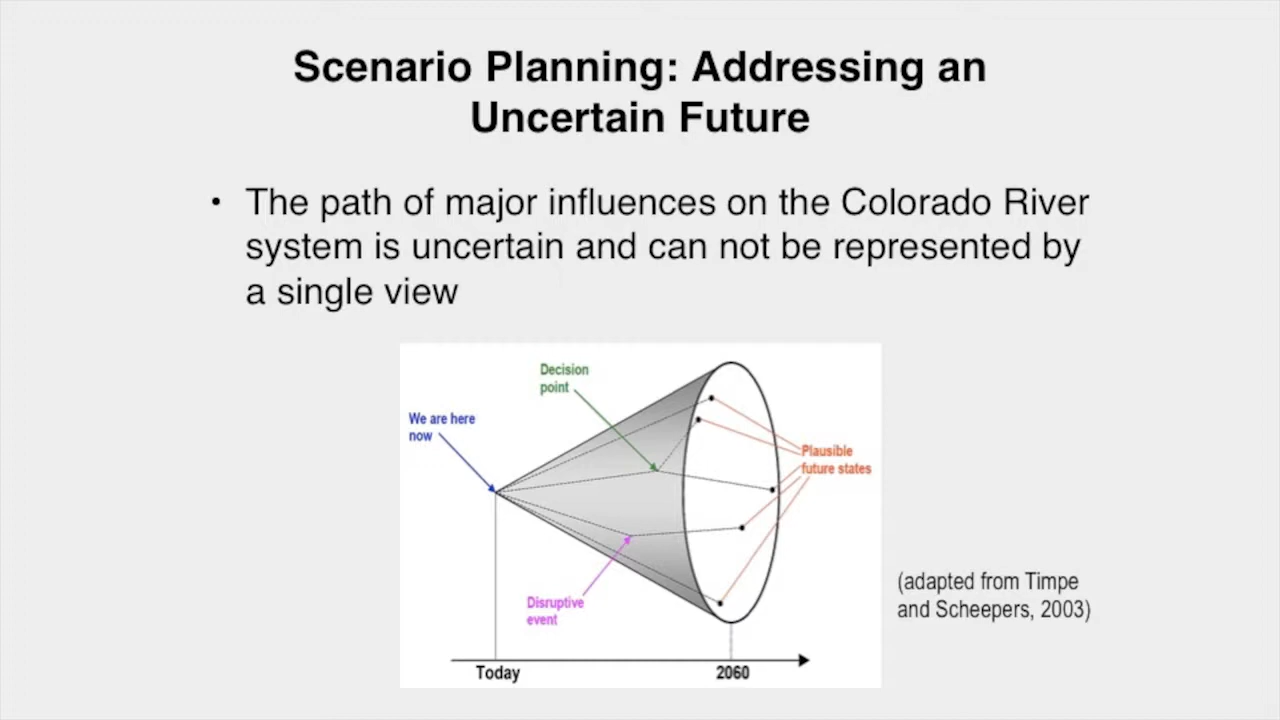 Scenario Planning: Addressing an
Uncertain Future
• The path of major influences on the Colorado River
system is uncertain and can not be represented by
a single view
Decision
point
We are here
now
Plausible
future states
Disruptive
event
(adapted from Timpe
and Scheepers, 2003)
Today
2060